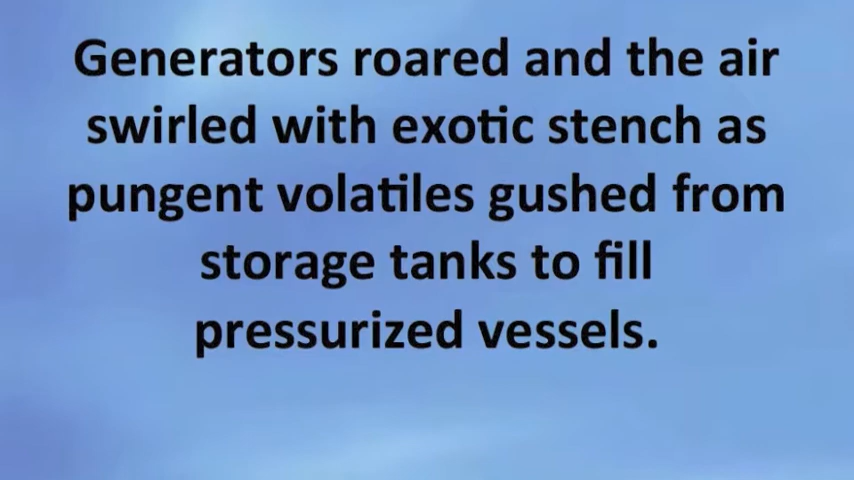 Generators roared and the air
swirled with exotic stench as
pungent volatiles gushed from
storage tanks to fill
pressurized vessels.